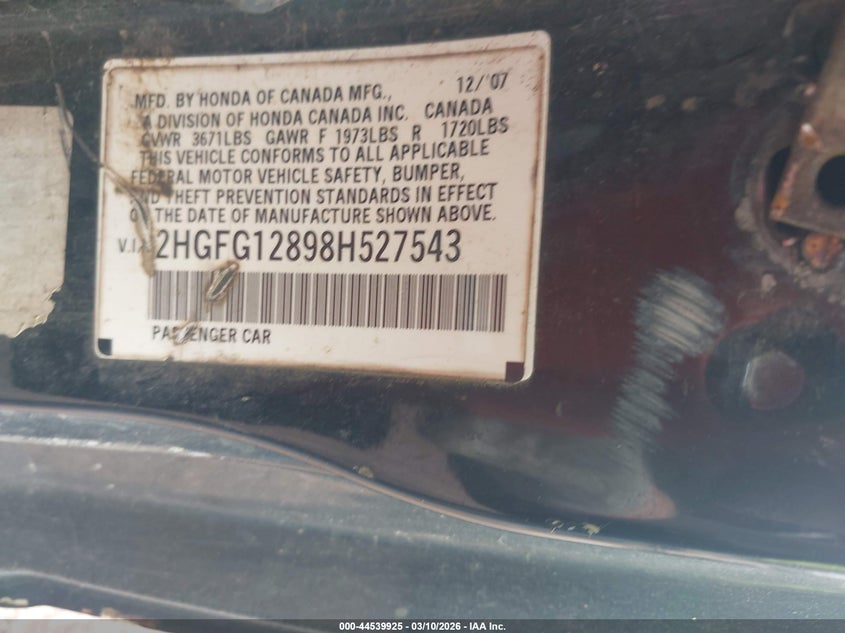 12/'07
MFD. BY HONDA OF CANADA MFG.,
A DIVISION OF HONDA CANADA INC. CANADA
GVWR 3671LBS GAWR F 1973LBS R 1720LBS
THIS VEHICLE CONFORMS TO ALL APPLICABLE
FEDERAL MOTOR VEHICLE SAFETY, BUMPER,
AND THEFT PREVENTION STANDARDS IN EFFECT
ON THE DATE OF MANUFACTURE SHOWN ABOVE.
V.I.N. 2HGFG12898H527543
PASSENGER CAR
000-44539925 — 03/10/2026 — IAA Inc.